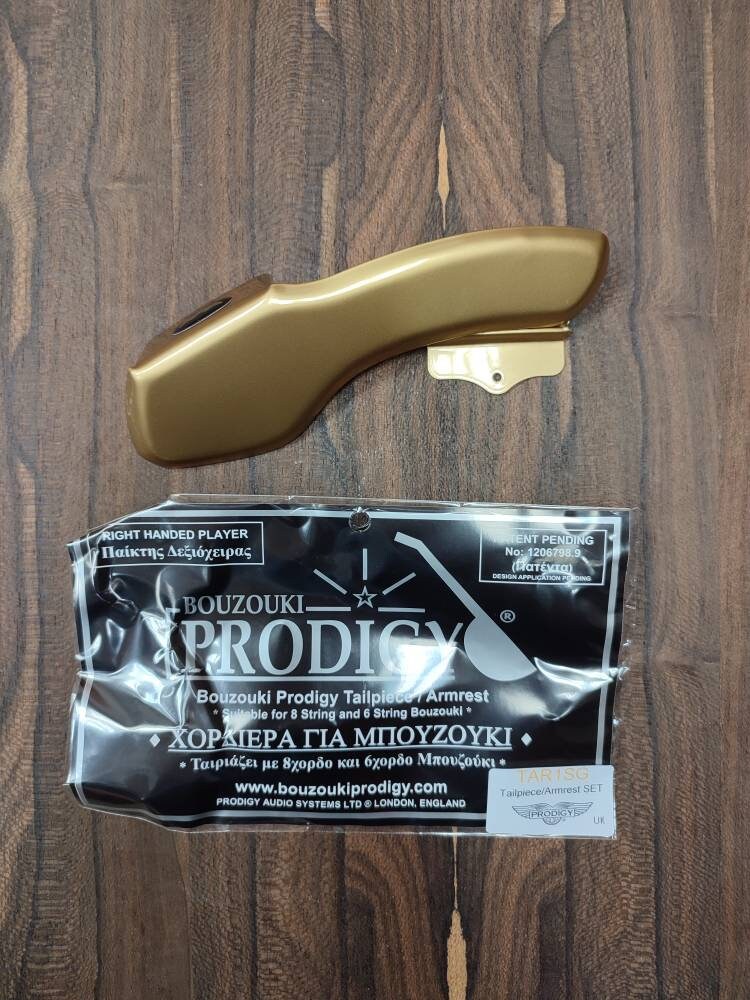 RIGHT HANDED PLAYER
Παίκτης Δεξιόχειρας
PATENT PENDING
No: 1206798.9
(Πατέντα)
DESIGN APPLICATION PENDING
BOUZOUKI
PRODIGY ®
Bouzouki Prodigy Tailpiece / Armrest
* Suitable for 8 String and 6 String Bouzouki *
ΧΟΡΔΙΕΡΑ ΓΙΑ ΜΠΟΥΖΟΥΚΙ
* Ταιριάζει με 8χορδο και 6χορδο Μπουζούκι *
www.bouzoukiprodigy.com
PRODIGY AUDIO SYSTEMS LTD ® LONDON, ENGLAND
TAR1SG
Tailpiece/Armrest SET
PRODIGY
UK